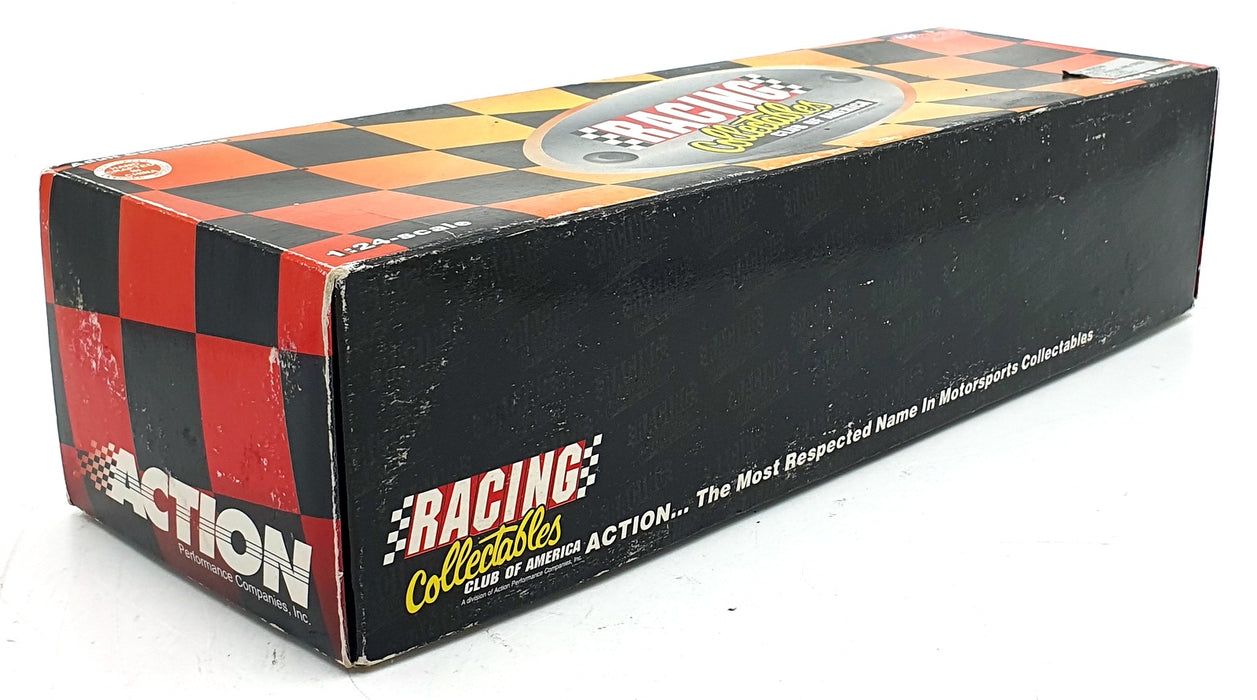 RACING
Collectables
CLUB OF AMERICA
1:24-scale
ACTION
Performance Companies, Inc.
RACING
Collectables
CLUB OF AMERICA
A division of Action Performance Companies, Inc.
ACTION... The Most Respected Name In Motorsports Collectables